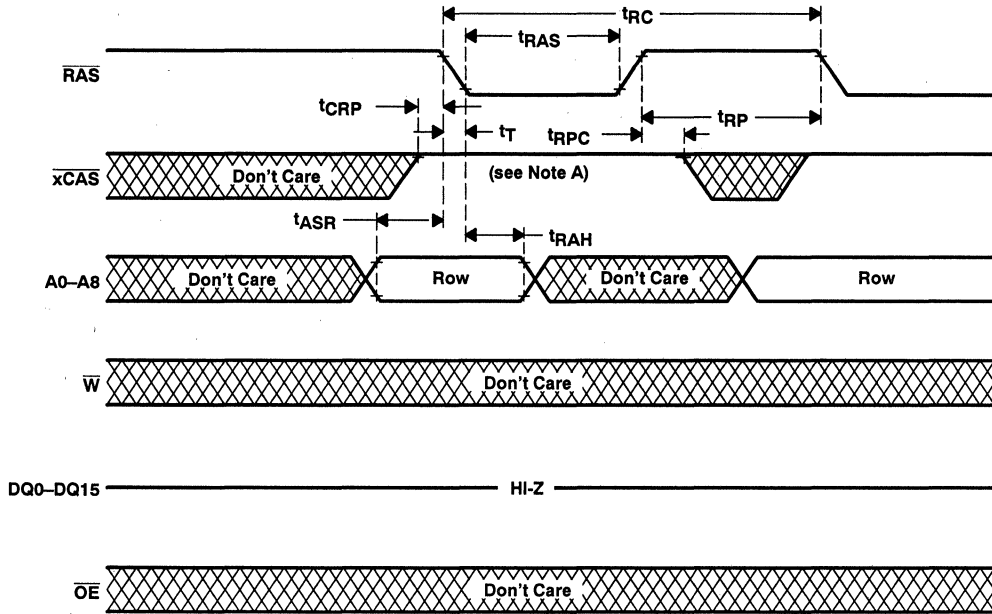 tRC
tRAS
RAS
tCRP
tT
tRPC
tRP
xCAS
Don't Care
(see Note A)
tASR
tRAH
A0–A8
Don't Care
Row
Don't Care
Row
W
Don't Care
DQ0–DQ15
HI-Z
OE
Don't Care